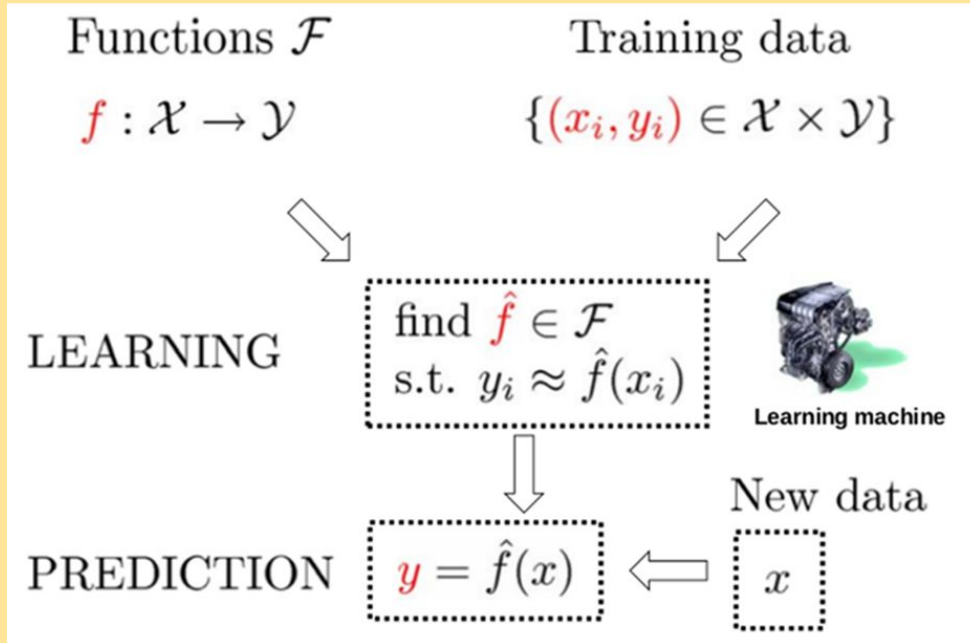 Functions ℱ
Training data
f : 𝒳 → 𝒴
{(xᵢ, yᵢ) ∈ 𝒳 × 𝒴}
LEARNING
find f̂ ∈ ℱ
s.t. yᵢ ≈ f̂(xᵢ)
Learning machine
New data
PREDICTION
y = f̂(x)
x